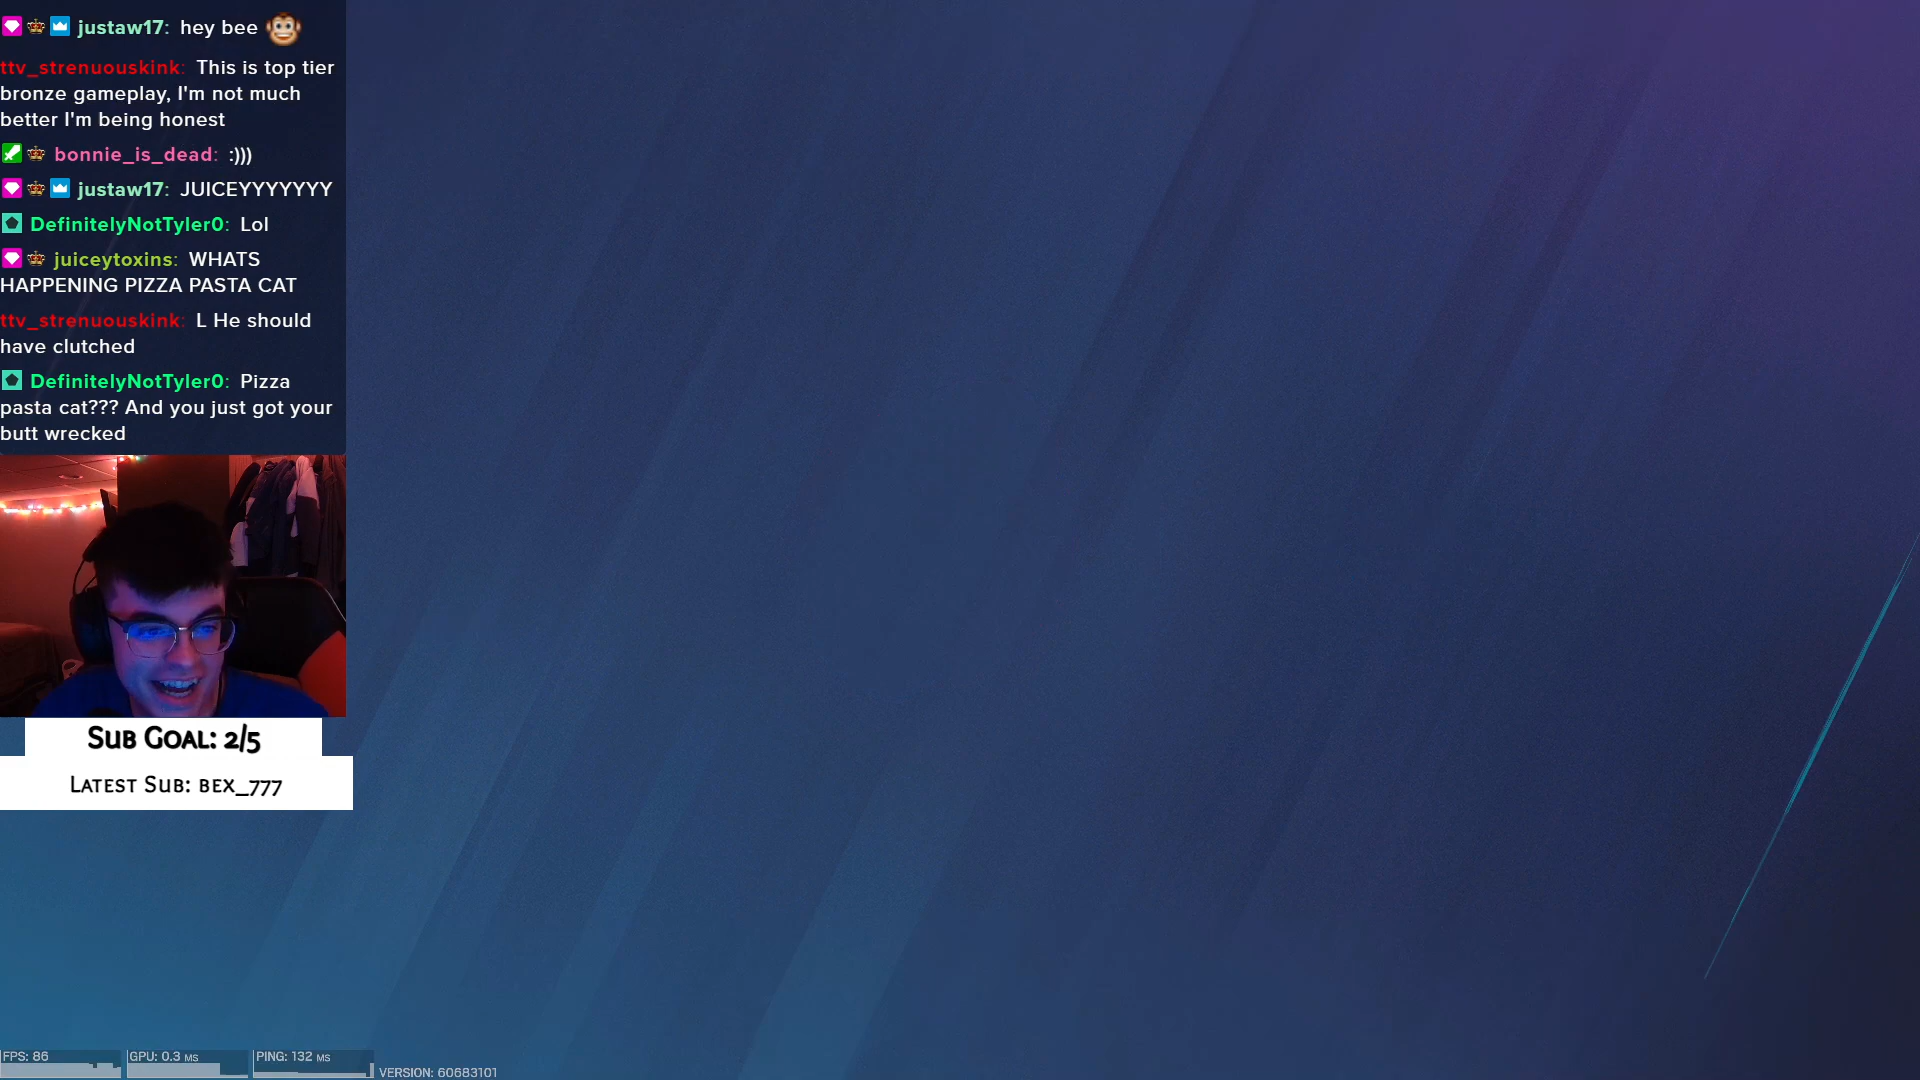 justaw17: hey bee
ttv_strenuouskink: This is top tier
bronze gameplay, I'm not much
better I'm being honest
bonnie_is_dead: :)))
justaw17: JUICEYYYYYYY
DefinitelyNotTyler0: Lol
juiceytoxins: WHATS
HAPPENING PIZZA PASTA CAT
ttv_strenuouskink: L He should
have clutched
DefinitelyNotTyler0: Pizza
pasta cat??? And you just got your
butt wrecked
Sub Goal: 2/5
Latest Sub: bex_777
FPS: 86
GPU: 0.3 MS
PING: 132 MS
VERSION: 60683101